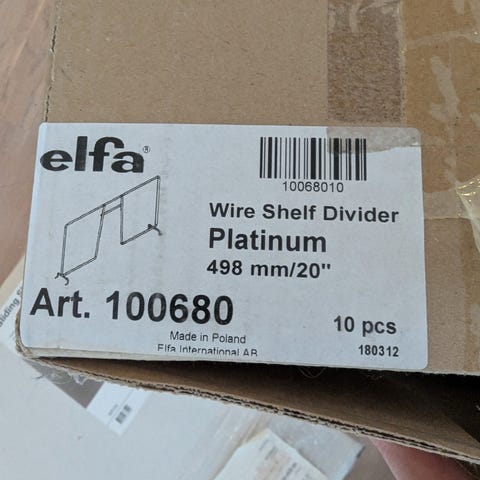 elfa®
10068010
Wire Shelf Divider
Platinum
498 mm/20"
Art. 100680
10 pcs
Made in Poland
180312
Elfa International AB